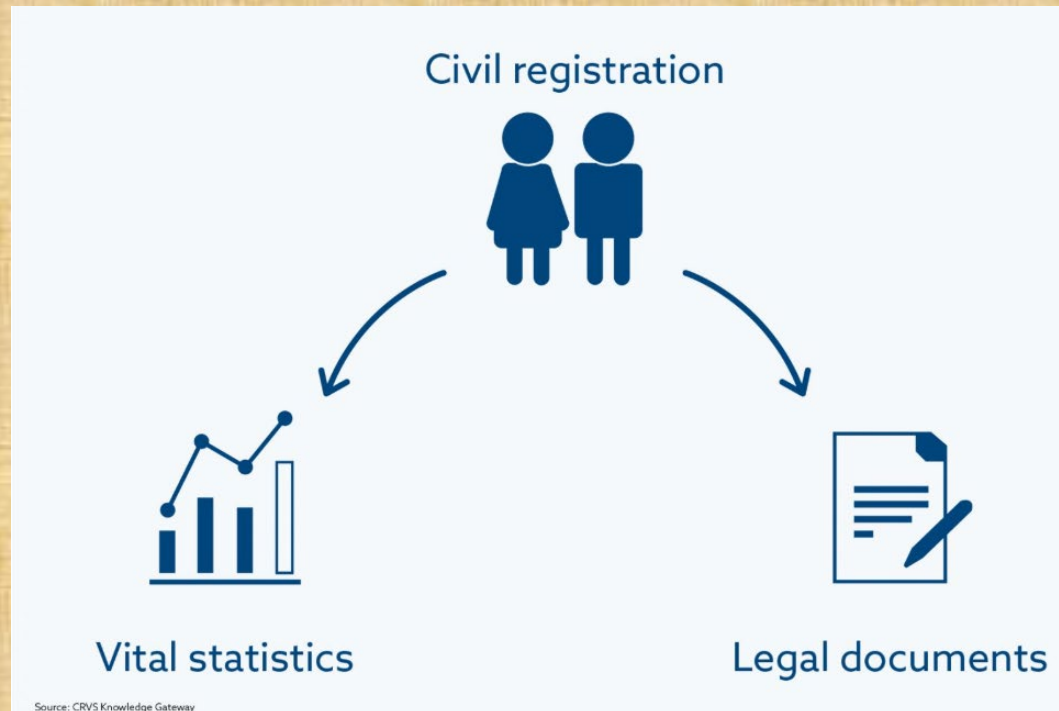 Civil registration
Vital statistics
Legal documents
Source: CRVS Knowledge Gateway